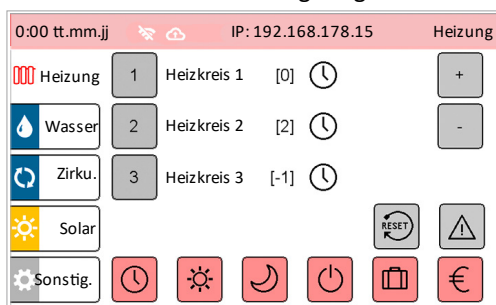 0:00 tt.mm.jj IP: 192.168.178.15 Heizung
Heizung 1 Heizkreis 1 [0] +
Wasser 2 Heizkreis 2 [2] -
Zirku. 3 Heizkreis 3 [-1]
Solar RESET
Sonstig. €